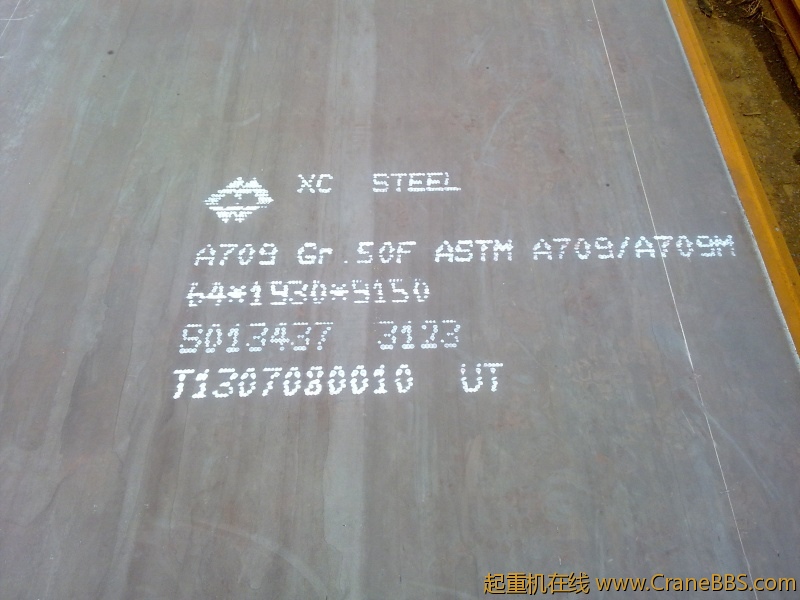 XC STEEL
A709 Gr.50F ASTM A709/A709M
64*1930*9150
S013437 3123
T1307080010 UT
起重机在线 www.CraneBBS.com